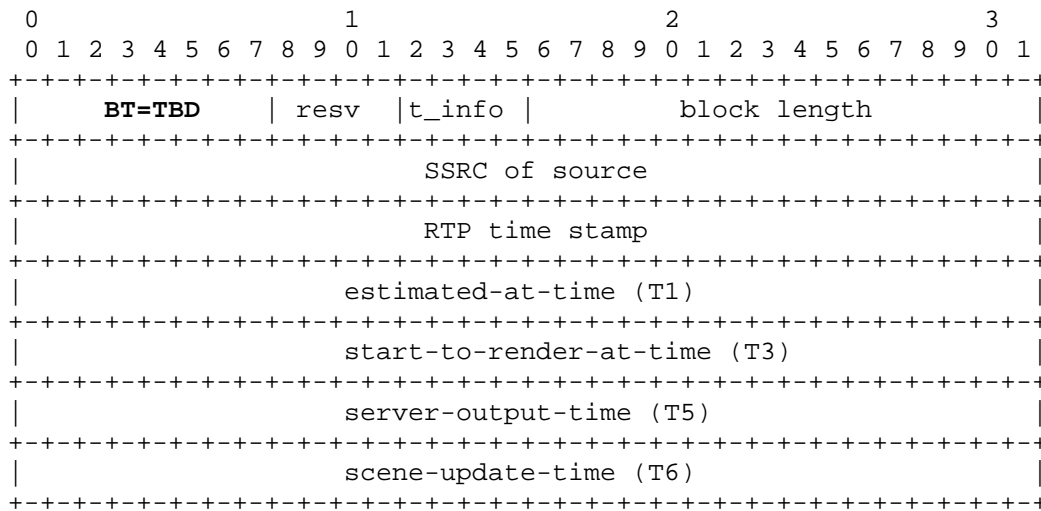 0                   1                   2                   3
0 1 2 3 4 5 6 7 8 9 0 1 2 3 4 5 6 7 8 9 0 1 2 3 4 5 6 7 8 9 0 1
+-+-+-+-+-+-+-+-+-+-+-+-+-+-+-+-+-+-+-+-+-+-+-+-+-+-+-+-+-+-+-+-+
|     BT=TBD    | resv  |t_info |         block length          |
+-+-+-+-+-+-+-+-+-+-+-+-+-+-+-+-+-+-+-+-+-+-+-+-+-+-+-+-+-+-+-+-+
|                         SSRC of source                        |
+-+-+-+-+-+-+-+-+-+-+-+-+-+-+-+-+-+-+-+-+-+-+-+-+-+-+-+-+-+-+-+-+
|                         RTP time stamp                        |
+-+-+-+-+-+-+-+-+-+-+-+-+-+-+-+-+-+-+-+-+-+-+-+-+-+-+-+-+-+-+-+-+
|                    estimated-at-time (T1)                     |
+-+-+-+-+-+-+-+-+-+-+-+-+-+-+-+-+-+-+-+-+-+-+-+-+-+-+-+-+-+-+-+-+
|                    start-to-render-at-time (T3)               |
+-+-+-+-+-+-+-+-+-+-+-+-+-+-+-+-+-+-+-+-+-+-+-+-+-+-+-+-+-+-+-+-+
|                    server-output-time (T5)                    |
+-+-+-+-+-+-+-+-+-+-+-+-+-+-+-+-+-+-+-+-+-+-+-+-+-+-+-+-+-+-+-+-+
|                    scene-update-time (T6)                     |
+-+-+-+-+-+-+-+-+-+-+-+-+-+-+-+-+-+-+-+-+-+-+-+-+-+-+-+-+-+-+-+-+